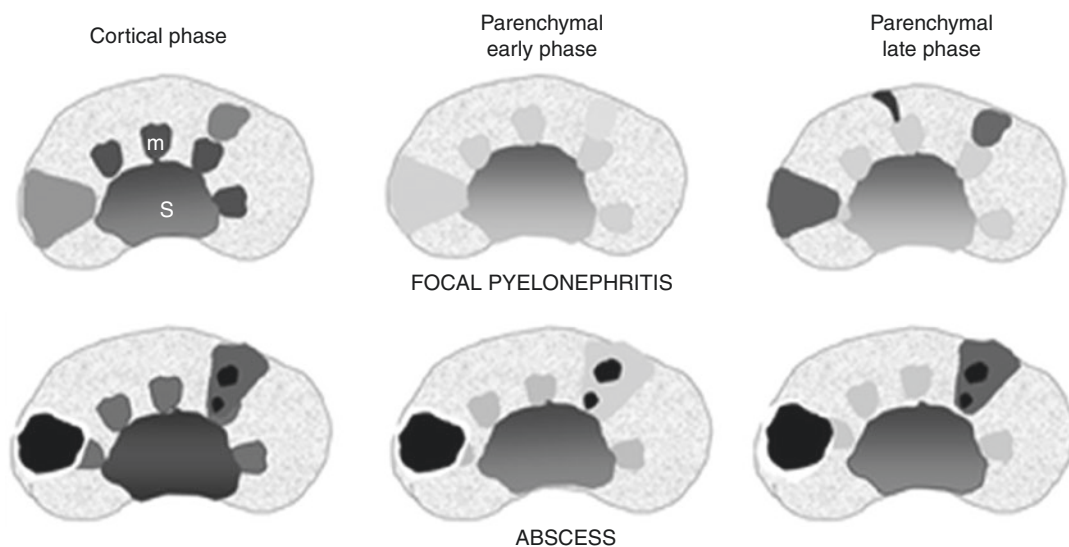 Cortical phase
Parenchymal
early phase
Parenchymal
late phase
m
S
FOCAL PYELONEPHRITIS
ABSCESS